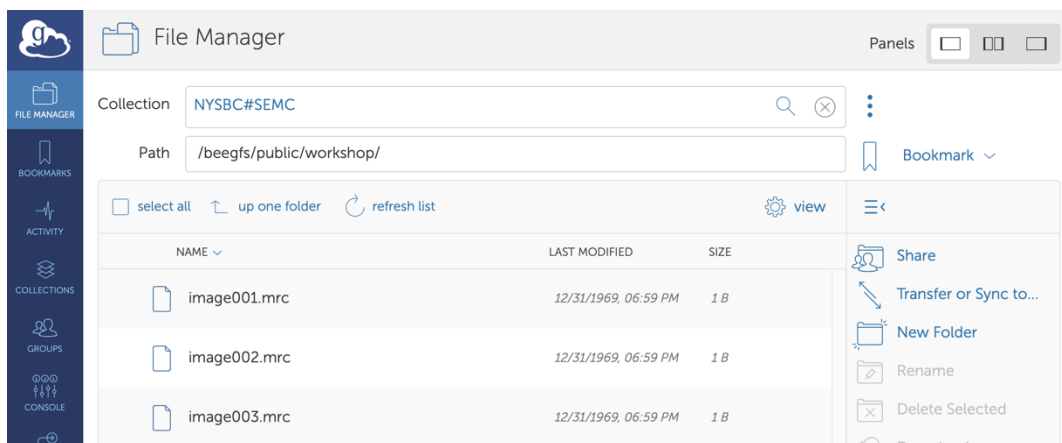 g
File Manager
Panels
FILE MANAGER
Collection
NYSBC#SEMC
Path
/beegfs/public/workshop/
Bookmark
BOOKMARKS
select all
up one folder
refresh list
view
ACTIVITY
NAME
LAST MODIFIED
SIZE
Share
COLLECTIONS
image001.mrc
12/31/1969, 06:59 PM
1 B
Transfer or Sync to...
New Folder
GROUPS
image002.mrc
12/31/1969, 06:59 PM
1 B
Rename
CONSOLE
image003.mrc
12/31/1969, 06:59 PM
1 B
Delete Selected